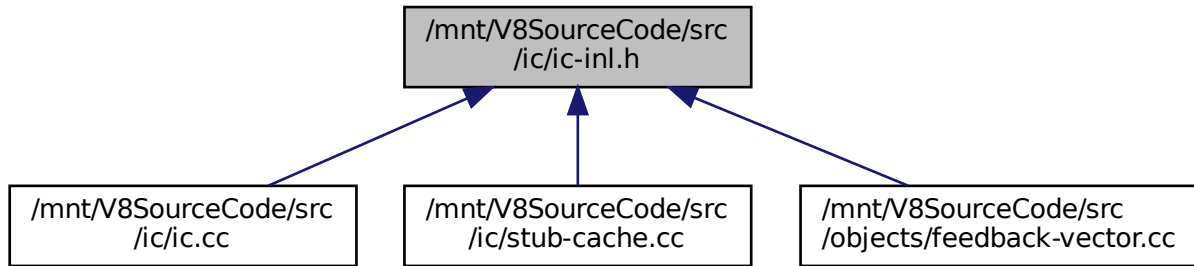 /mnt/V8SourceCode/src
/ic/ic-inl.h
/mnt/V8SourceCode/src
/ic/ic.cc
/mnt/V8SourceCode/src
/ic/stub-cache.cc
/mnt/V8SourceCode/src
/objects/feedback-vector.cc